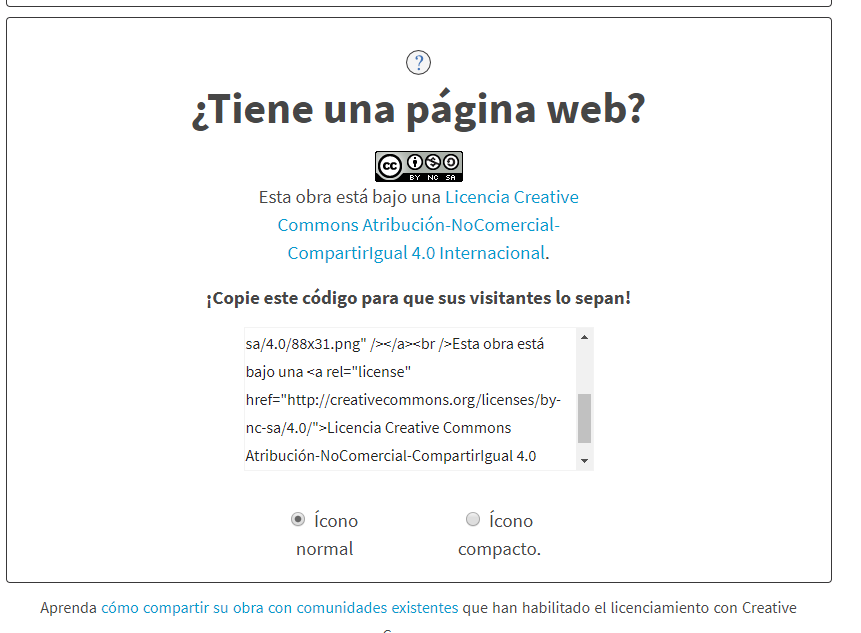 ?
¿Tiene una página web?
cc
BY NC SA
Esta obra está bajo una Licencia Creative
Commons Atribución-NoComercial-
CompartirIgual 4.0 Internacional.
¡Copie este código para que sus visitantes lo sepan!
sa/4.0/88x31.png" /></a><br />Esta obra está
bajo una <a rel="license"
href="http://creativecommons.org/licenses/by-
nc-sa/4.0/">Licencia Creative Commons
Atribución-NoComercial-CompartirIgual 4.0
Ícono normal
Ícono compacto.
Aprenda cómo compartir su obra con comunidades existentes que han habilitado el licenciamiento con Creative